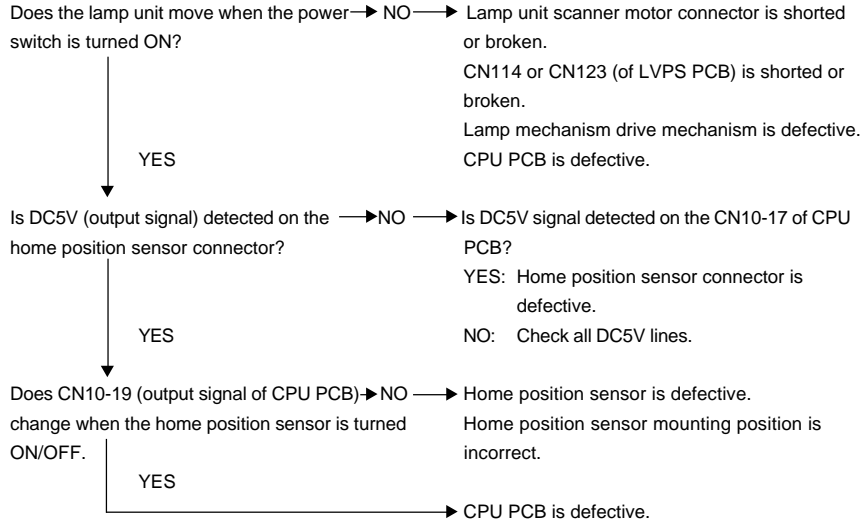 Does the lamp unit move when the power
switch is turned ON?
NO
Lamp unit scanner motor connector is shorted
or broken.
CN114 or CN123 (of LVPS PCB) is shorted or
broken.
Lamp mechanism drive mechanism is defective.
CPU PCB is defective.
YES
Is DC5V (output signal) detected on the
home position sensor connector?
NO
Is DC5V signal detected on the CN10-17 of CPU
PCB?
YES: Home position sensor connector is
defective.
NO: Check all DC5V lines.
YES
Does CN10-19 (output signal of CPU PCB)
change when the home position sensor is turned
ON/OFF.
NO
Home position sensor is defective.
Home position sensor mounting position is
incorrect.
YES
CPU PCB is defective.